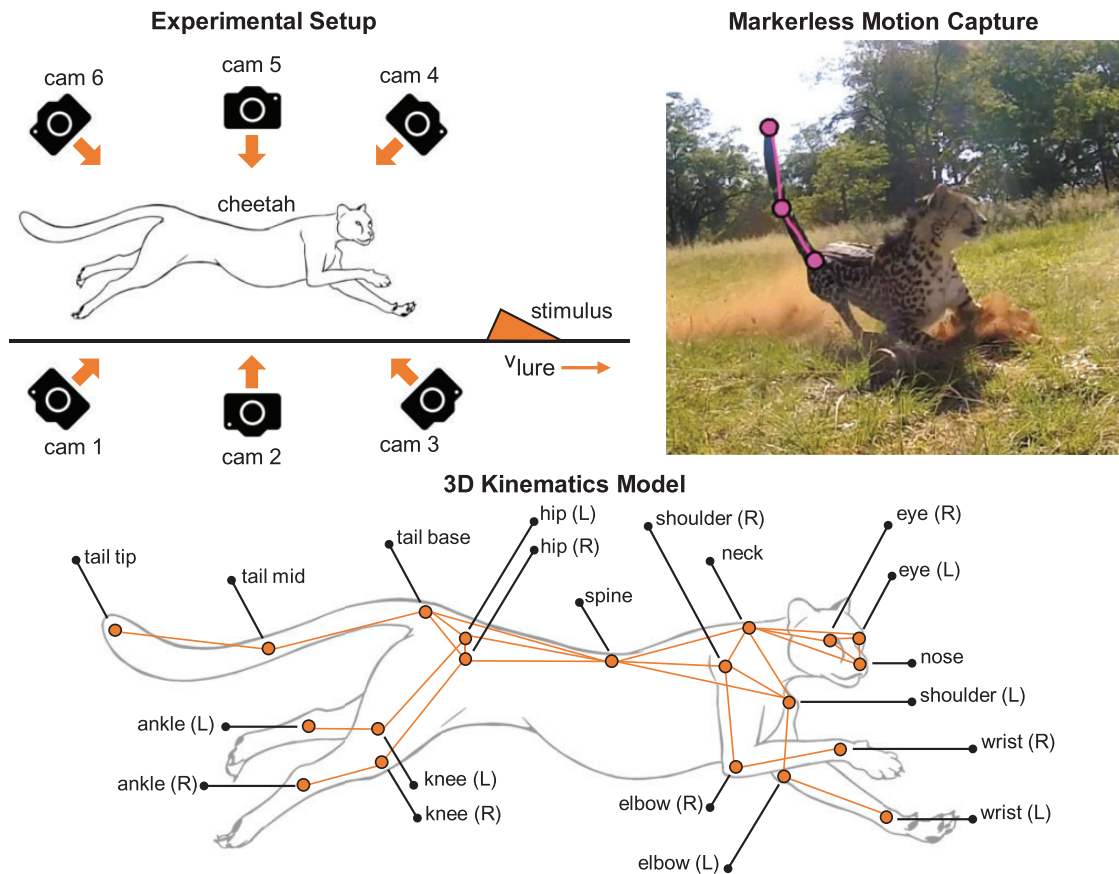 Experimental Setup
Markerless Motion Capture
cam 6
cam 5
cam 4
cheetah
stimulus
vlure
cam 1
cam 2
cam 3
3D Kinematics Model
tail tip
tail mid
tail base
hip (L)
hip (R)
spine
shoulder (R)
neck
eye (R)
eye (L)
nose
shoulder (L)
wrist (R)
wrist (L)
ankle (L)
ankle (R)
knee (L)
knee (R)
elbow (R)
elbow (L)